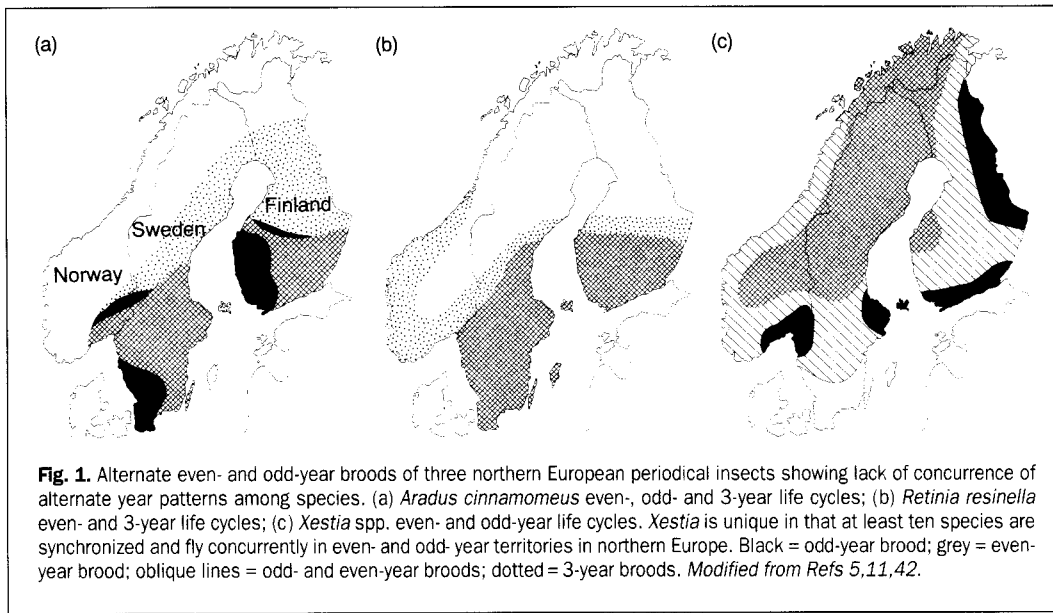 (a)
(b)
(c)
Finland
Sweden
Norway
Fig. 1. Alternate even- and odd-year broods of three northern European periodical insects showing lack of concurrence of
alternate year patterns among species. (a) Aradus cinnamomeus even-, odd- and 3-year life cycles; (b) Retinia resinella
even- and 3-year life cycles; (c) Xestia spp. even- and odd-year life cycles. Xestia is unique in that at least ten species are
synchronized and fly concurrently in even- and odd- year territories in northern Europe. Black = odd-year brood; grey = even-
year brood; oblique lines = odd- and even-year broods; dotted = 3-year broods. Modified from Refs 5,11,42.